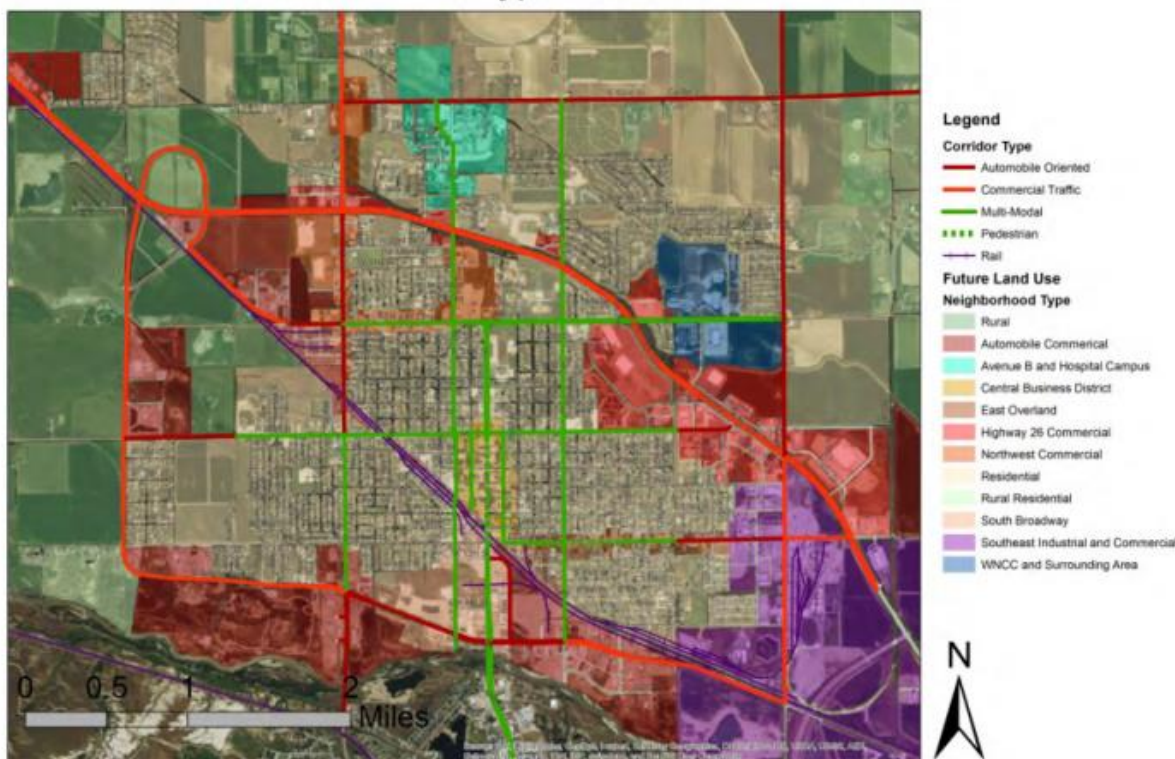 Legend
Corridor Type
Automobile Oriented
Commercial Traffic
Multi-Modal
Pedestrian
Rail
Future Land Use
Neighborhood Type
Rural
Automobile Commerical
Avenue B and Hospital Campus
Central Business District
East Overland
Highway 26 Commercial
Northwest Commercial
Residential
Rural Residential
South Broadway
Southeast Industrial and Commercial
WNCC and Surrounding Area
N
0 0.5 1 2
Miles